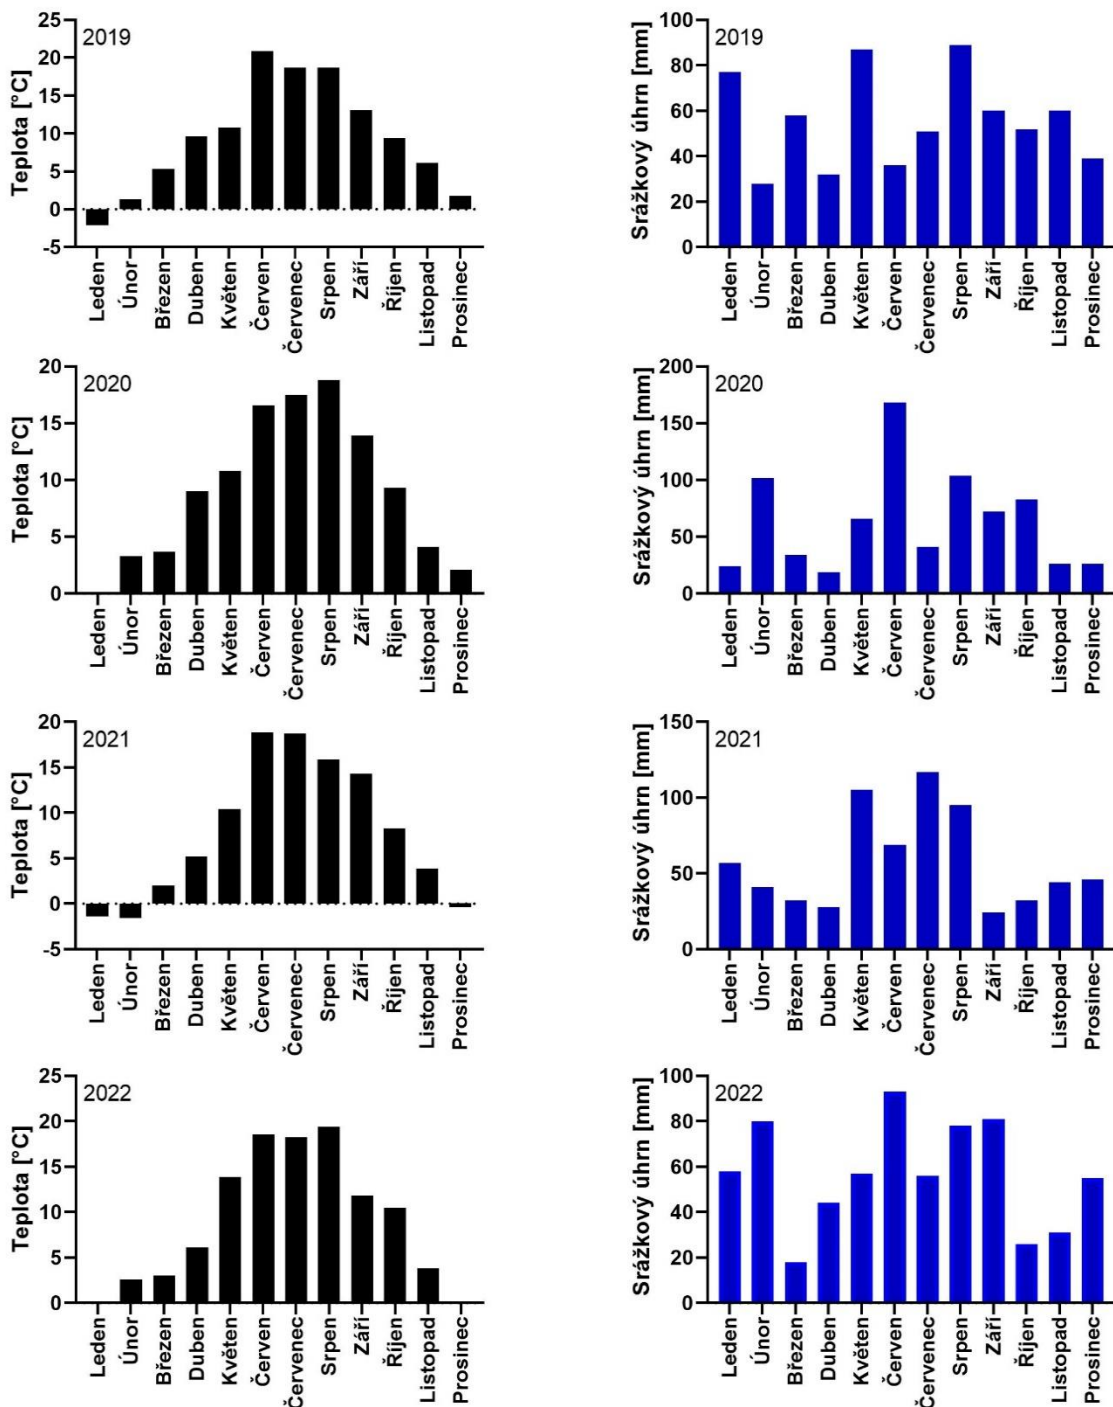 2019
Teplota [°C]
25
20
15
10
5
0
-5
Leden
Únor
Březen
Duben
Květen
Červen
Červenec
Srpen
Září
Říjen
Listopad
Prosinec
2019
Srážkový úhrn [mm]
100
80
60
40
20
0
Leden
Únor
Březen
Duben
Květen
Červen
Červenec
Srpen
Září
Říjen
Listopad
Prosinec
2020
Teplota [°C]
20
15
10
5
0
Leden
Únor
Březen
Duben
Květen
Červen
Červenec
Srpen
Září
Říjen
Listopad
Prosinec
2020
Srážkový úhrn [mm]
200
150
100
50
0
Leden
Únor
Březen
Duben
Květen
Červen
Červenec
Srpen
Září
Říjen
Listopad
Prosinec
2021
Teplota [°C]
20
15
10
5
0
-5
Leden
Únor
Březen
Duben
Květen
Červen
Červenec
Srpen
Září
Říjen
Listopad
Prosinec
2021
Srážkový úhrn [mm]
150
100
50
0
Leden
Únor
Březen
Duben
Květen
Červen
Červenec
Srpen
Září
Říjen
Listopad
Prosinec
2022
Teplota [°C]
25
20
15
10
5
0
Leden
Únor
Březen
Duben
Květen
Červen
Červenec
Srpen
Září
Říjen
Listopad
Prosinec
2022
Srážkový úhrn [mm]
100
80
60
40
20
0
Leden
Únor
Březen
Duben
Květen
Červen
Červenec
Srpen
Září
Říjen
Listopad
Prosinec